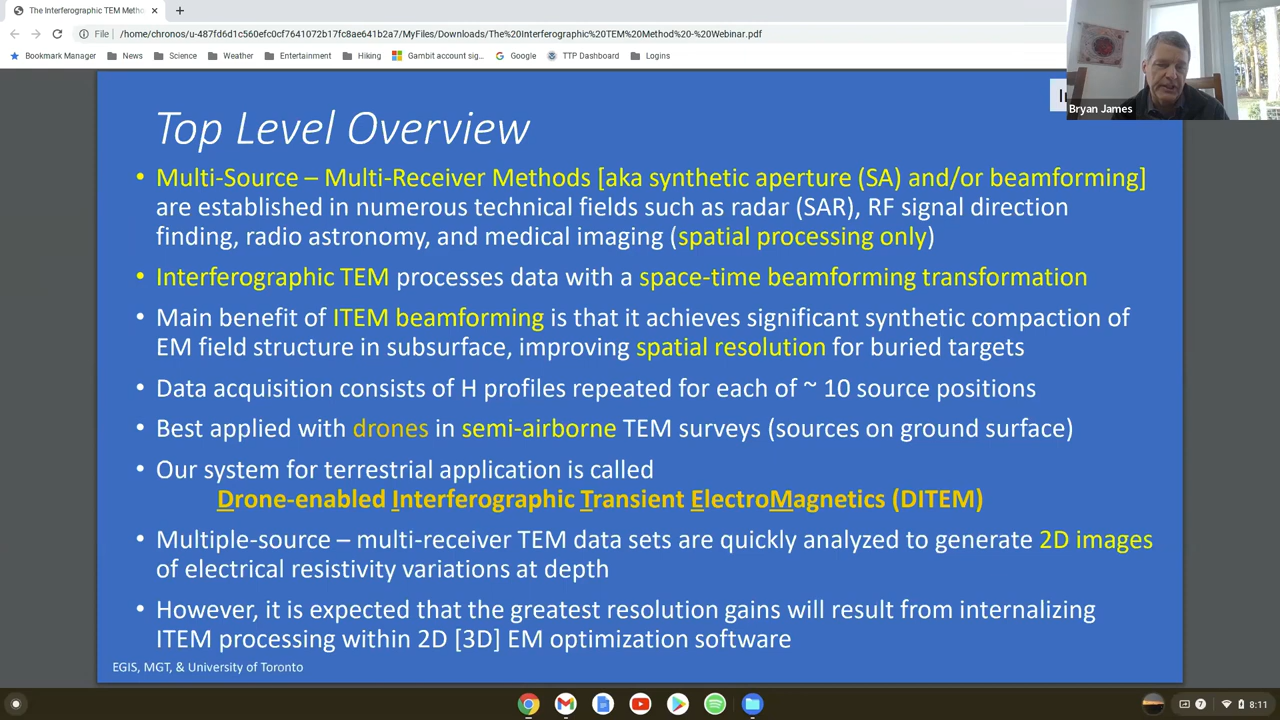 The Interferographic TEM Metho
File
/home/chronos/u-487fd6d1c560efc0cf7641072b17fc8ae641b2a7/MyFiles/Downloads/The%20Interferographic%20TEM%20Method%20-%20Webinar.pdf
Bookmark Manager News Science Weather Entertainment Hiking Gambit account sig... Google TTP Dashboard Logins
Bryan James
Top Level Overview
• Multi-Source – Multi-Receiver Methods [aka synthetic aperture (SA) and/or beamforming]
are established in numerous technical fields such as radar (SAR), RF signal direction
finding, radio astronomy, and medical imaging (spatial processing only)
• Interferographic TEM processes data with a space-time beamforming transformation
• Main benefit of ITEM beamforming is that it achieves significant synthetic compaction of
EM field structure in subsurface, improving spatial resolution for buried targets
• Data acquisition consists of H profiles repeated for each of ~ 10 source positions
• Best applied with drones in semi-airborne TEM surveys (sources on ground surface)
• Our system for terrestrial application is called
Drone-enabled Interferographic Transient ElectroMagnetics (DITEM)
• Multiple-source – multi-receiver TEM data sets are quickly analyzed to generate 2D images
of electrical resistivity variations at depth
• However, it is expected that the greatest resolution gains will result from internalizing
ITEM processing within 2D [3D] EM optimization software
EGIS, MGT, & University of Toronto
8:11